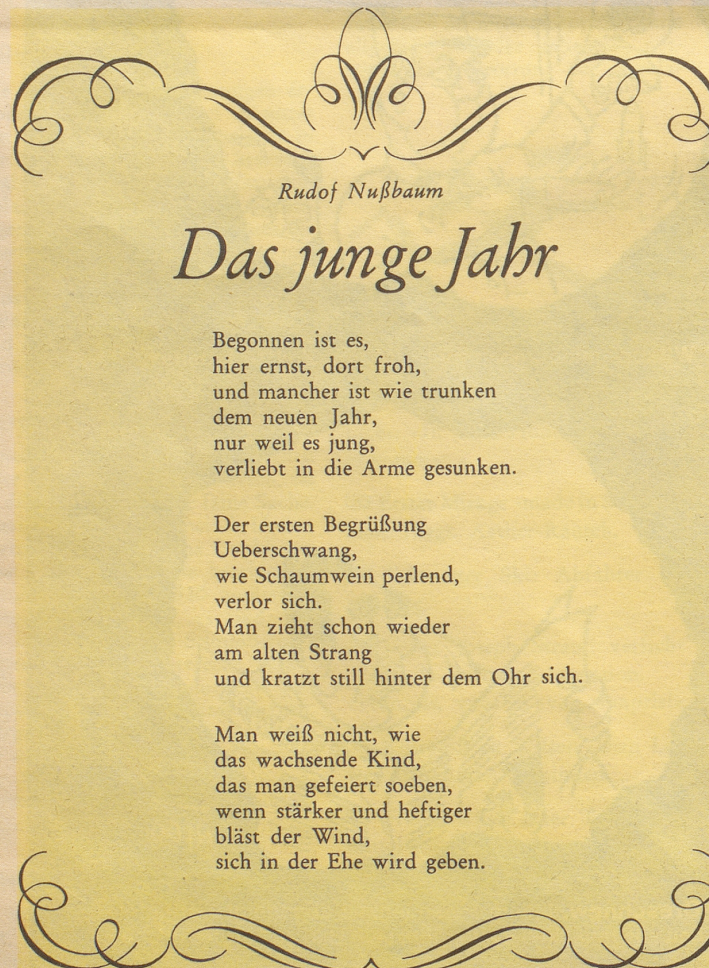 Rudof Nußbaum
Das junge Jahr
Begonnen ist es,
hier ernst, dort froh,
und mancher ist wie trunken
dem neuen Jahr,
nur weil es jung,
verliebt in die Arme gesunken.
Der ersten Begrüßung
Ueberschwang,
wie Schaumwein perlend,
verlor sich.
Man zieht schon wieder
am alten Strang
und kratzt still hinter dem Ohr sich.
Man weiß nicht, wie
das wachsende Kind,
das man gefeiert soeben,
wenn stärker und heftiger
bläst der Wind,
sich in der Ehe wird geben.